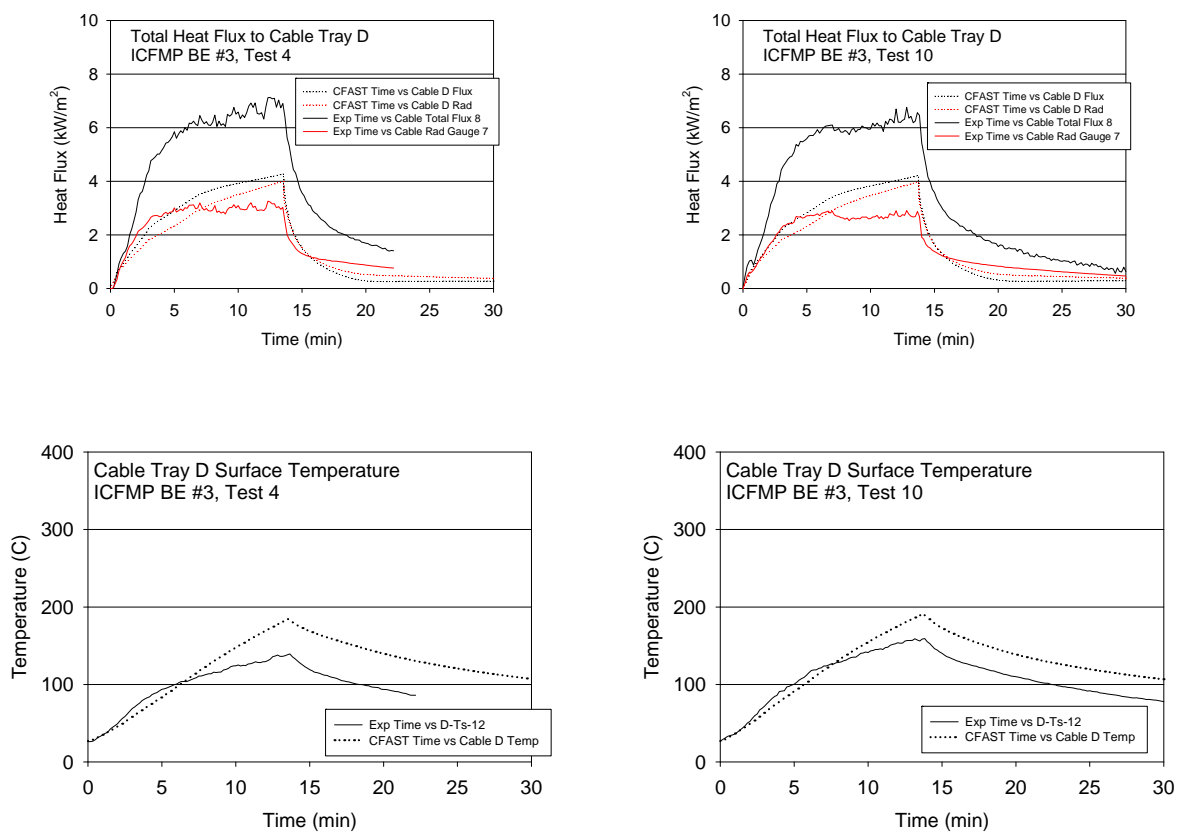 Total Heat Flux to Cable Tray D
ICFMP BE #3, Test 4
CFAST Time vs Cable D Flux
CFAST Time vs Cable D Rad
Exp Time vs Cable Total Flux 8
Exp Time vs Cable Rad Gauge 7
Heat Flux (kW/m2)
10
8
6
4
2
0
0 5 10 15 20 25 30
Time (min)
Total Heat Flux to Cable Tray D
ICFMP BE #3, Test 10
CFAST Time vs Cable D Flux
CFAST Time vs Cable D Rad
Exp Time vs Cable Total Flux 8
Exp Time vs Cable Rad Gauge 7
Heat Flux (kW/m2)
10
8
6
4
2
0
0 5 10 15 20 25 30
Time (min)
Cable Tray D Surface Temperature
ICFMP BE #3, Test 4
Temperature (C)
400
300
200
100
0
Exp Time vs D-Ts-12
CFAST Time vs Cable D Temp
0 5 10 15 20 25 30
Time (min)
Cable Tray D Surface Temperature
ICFMP BE #3, Test 10
Temperature (C)
400
300
200
100
0
Exp Time vs D-Ts-12
CFAST Time vs Cable D Temp
0 5 10 15 20 25 30
Time (min)